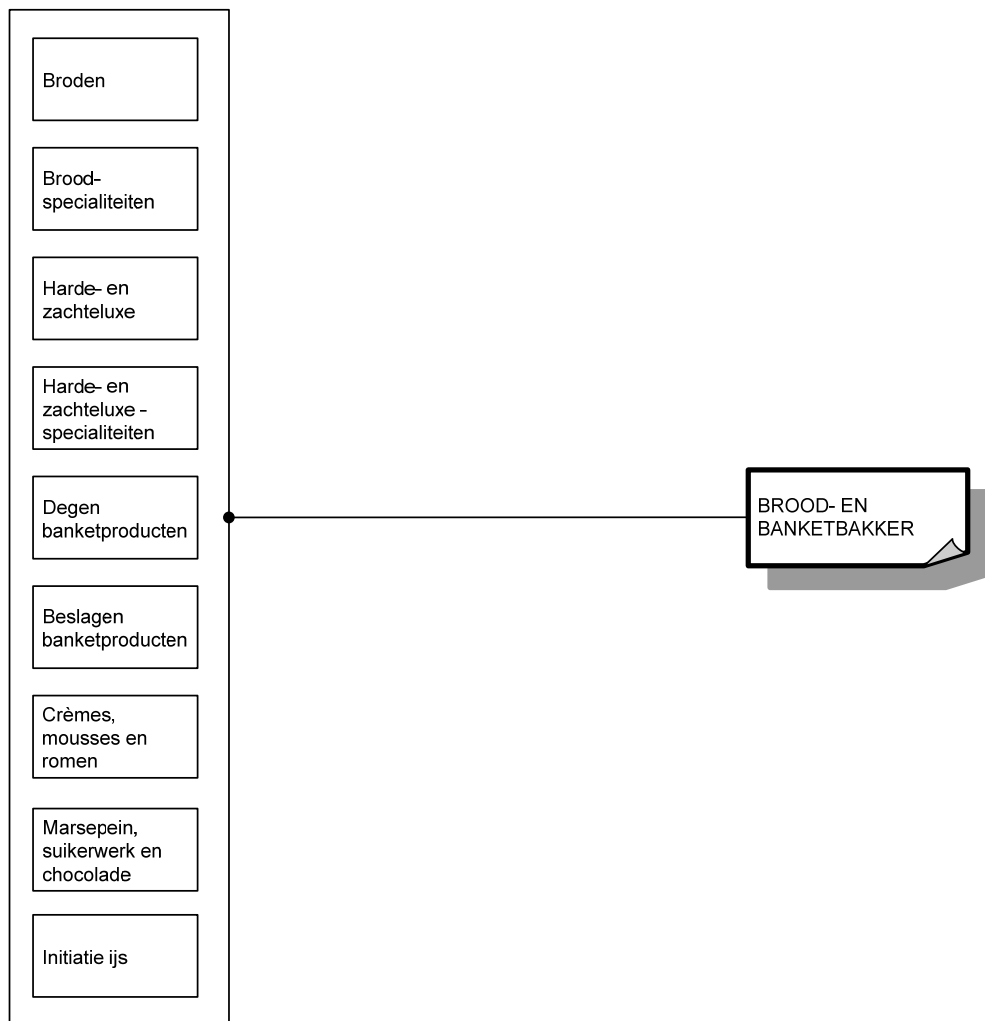 Broden
Brood-
specialiteiten
Harde- en
zachteluxe
Harde- en
zachteluxe -
specialiteiten
Degen
banketproducten
BROOD- EN
BANKETBAKKER
Beslagen
banketproducten
Crèmes,
mousses en
romen
Marsepein,
suikerwerk en
chocolade
Initiatie ijs